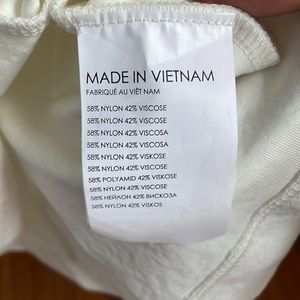 MADE IN VIETNAM
FABRIQUÉ AU VIÊT NAM
58% NYLON 42% VISCOSE
58% NYLON 42% VISCOSE
58% NYLON 42% VISCOSA
58% NYLON 42% VISCOSA
58% NYLON 42% VISKOSE
58% NYLON 42% VISCOSE
58% POLYAMID 42% VISKOSE
58% NYLON 42% VISCOSE
58% НЕЙЛОН 42% ВИСКОЗА
58% NYLON 42% VISKOS